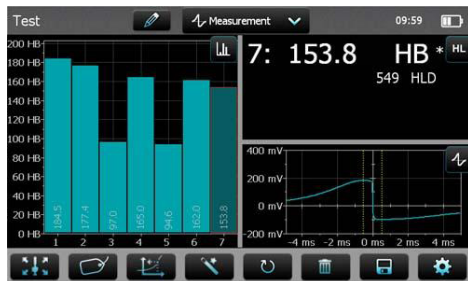 Test
Measurement
09:59
200 HB
180 HB
160 HB
140 HB
120 HB
100 HB
80 HB
60 HB
40 HB
20 HB
0 HB
184.5
177.4
97.0
165.0
94.6
162.0
153.8
1 2 3 4 5 6 7
7: 153.8 HB * HL
549 HLD
400 mV
200 mV
0 mV
-200 mV
-4 ms -2 ms 0 ms 2 ms 4 ms